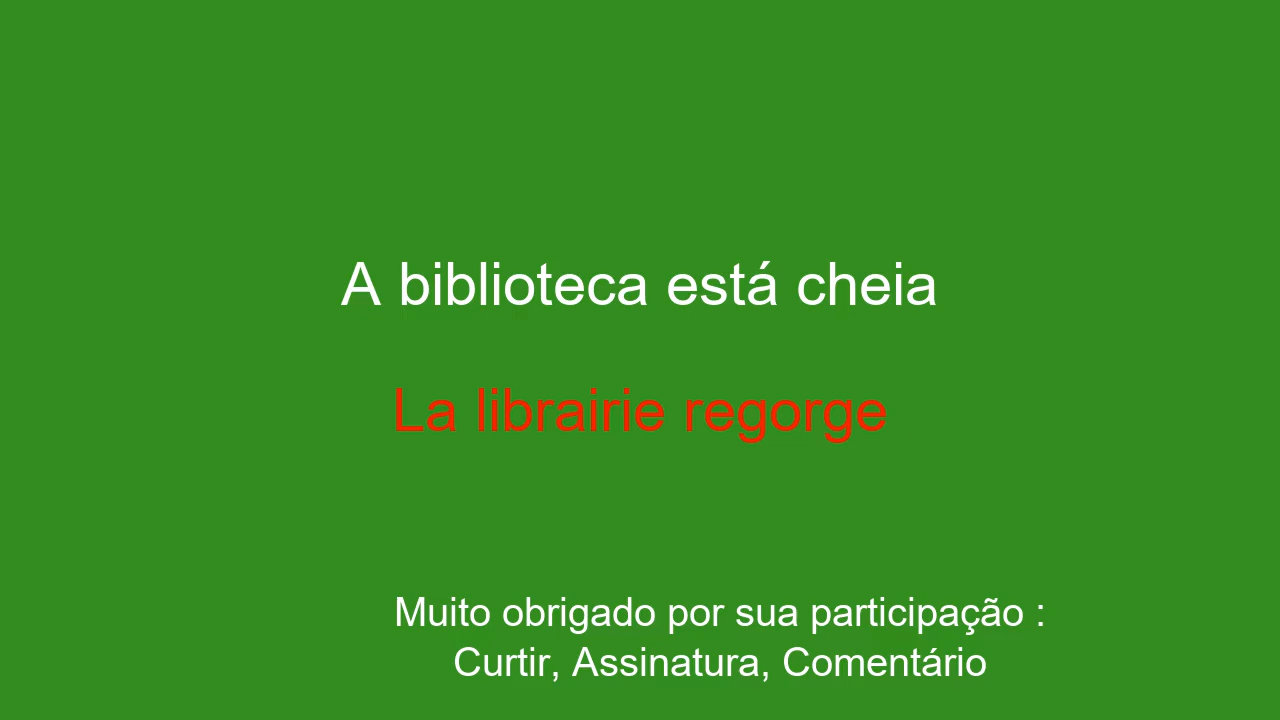 A biblioteca está cheia
La librairie regorge
Muito obrigado por sua participação :
Curtir, Assinatura, Comentário